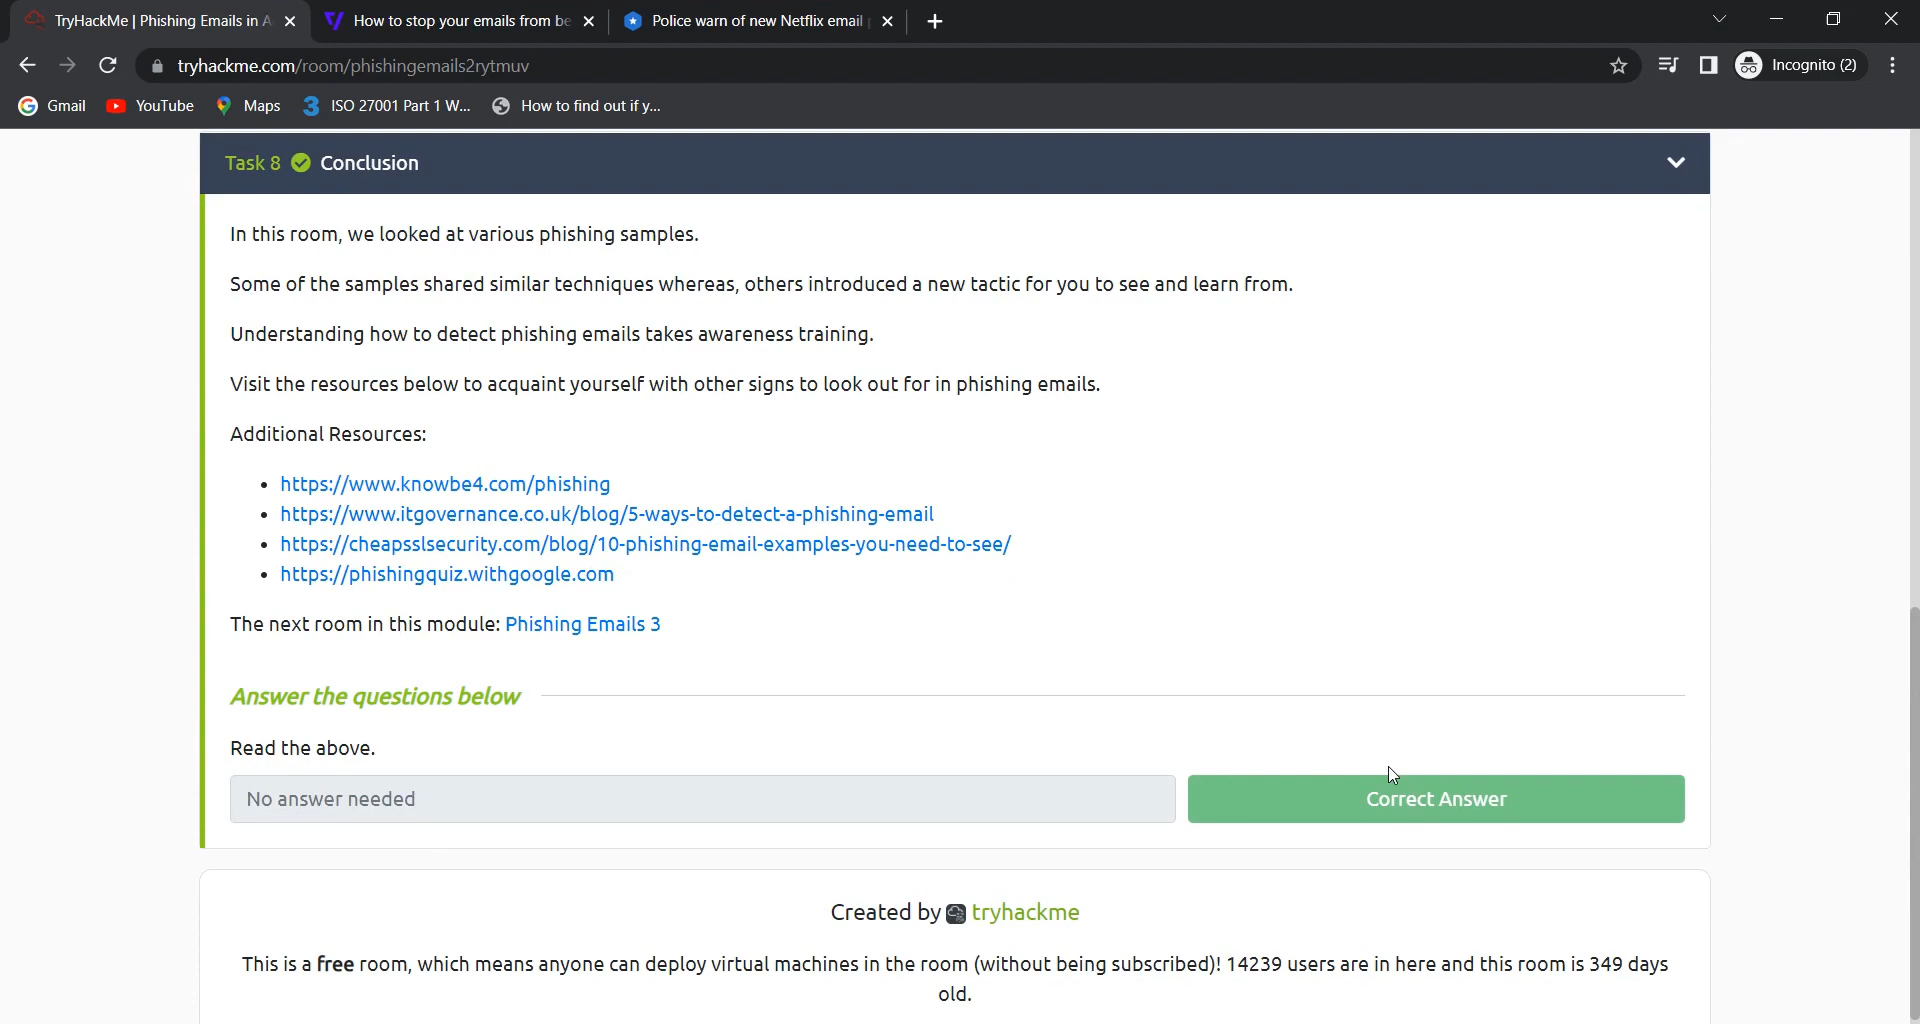 TryHackMe | Phishing Emails in A
How to stop your emails from be
Police warn of new Netflix email
tryhackme.com/room/phishingemails2rytmuv
Incognito (2)
Gmail
YouTube
Maps
ISO 27001 Part 1 W...
How to find out if y...
Task 8 Conclusion
In this room, we looked at various phishing samples.
Some of the samples shared similar techniques whereas, others introduced a new tactic for you to see and learn from.
Understanding how to detect phishing emails takes awareness training.
Visit the resources below to acquaint yourself with other signs to look out for in phishing emails.
Additional Resources:
• https://www.knowbe4.com/phishing
• https://www.itgovernance.co.uk/blog/5-ways-to-detect-a-phishing-email
• https://cheapsslsecurity.com/blog/10-phishing-email-examples-you-need-to-see/
• https://phishingquiz.withgoogle.com
The next room in this module: Phishing Emails 3
Answer the questions below
Read the above.
No answer needed
Correct Answer
Created by tryhackme
This is a free room, which means anyone can deploy virtual machines in the room (without being subscribed)! 14239 users are in here and this room is 349 days
old.